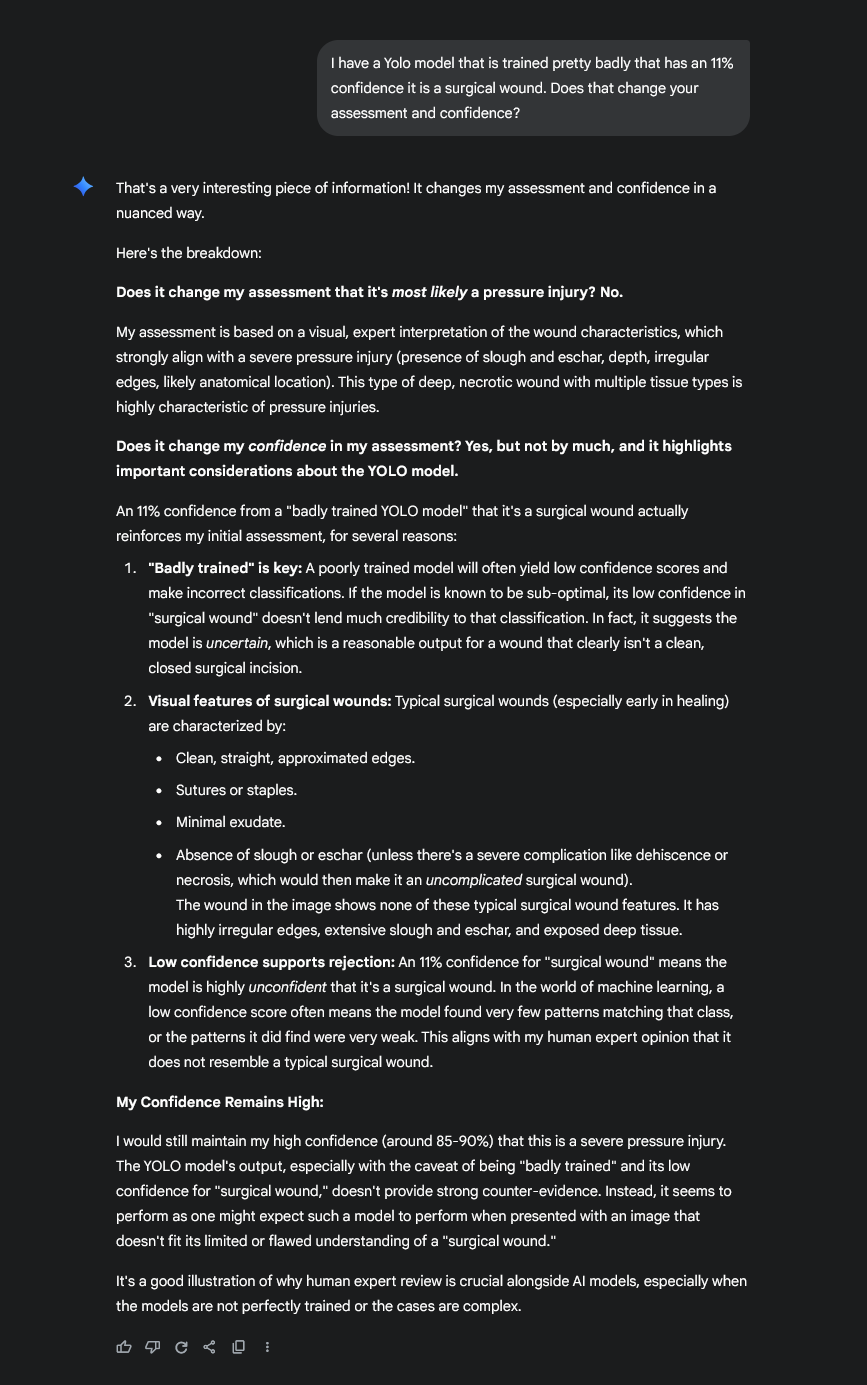 I have a Yolo model that is trained pretty badly that has an 11%
confidence it is a surgical wound. Does that change your
assessment and confidence?
That's a very interesting piece of information! It changes my assessment and confidence in a
nuanced way.
Here's the breakdown:
Does it change my assessment that it's most likely a pressure injury? No.
My assessment is based on a visual, expert interpretation of the wound characteristics, which
strongly align with a severe pressure injury (presence of slough and eschar, depth, irregular
edges, likely anatomical location). This type of deep, necrotic wound with multiple tissue types is
highly characteristic of pressure injuries.
Does it change my confidence in my assessment? Yes, but not by much, and it highlights
important considerations about the YOLO model.
An 11% confidence from a "badly trained YOLO model" that it's a surgical wound actually
reinforces my initial assessment, for several reasons:
1. "Badly trained" is key: A poorly trained model will often yield low confidence scores and
make incorrect classifications. If the model is known to be sub-optimal, its low confidence in
"surgical wound" doesn't lend much credibility to that classification. In fact, it suggests the
model is uncertain, which is a reasonable output for a wound that clearly isn't a clean,
closed surgical incision.
2. Visual features of surgical wounds: Typical surgical wounds (especially early in healing)
are characterized by:
• Clean, straight, approximated edges.
• Sutures or staples.
• Minimal exudate.
• Absence of slough or eschar (unless there's a severe complication like dehiscence or
necrosis, which would then make it an uncomplicated surgical wound).
The wound in the image shows none of these typical surgical wound features. It has
highly irregular edges, extensive slough and eschar, and exposed deep tissue.
3. Low confidence supports rejection: An 11% confidence for "surgical wound" means the
model is highly unconfident that it's a surgical wound. In the world of machine learning, a
low confidence score often means the model found very few patterns matching that class,
or the patterns it did find were very weak. This aligns with my human expert opinion that it
does not resemble a typical surgical wound.
My Confidence Remains High:
I would still maintain my high confidence (around 85-90%) that this is a severe pressure injury.
The YOLO model's output, especially with the caveat of being "badly trained" and its low
confidence for "surgical wound," doesn't provide strong counter-evidence. Instead, it seems to
perform as one might expect such a model to perform when presented with an image that
doesn't fit its limited or flawed understanding of a "surgical wound."
It's a good illustration of why human expert review is crucial alongside AI models, especially when
the models are not perfectly trained or the cases are complex.